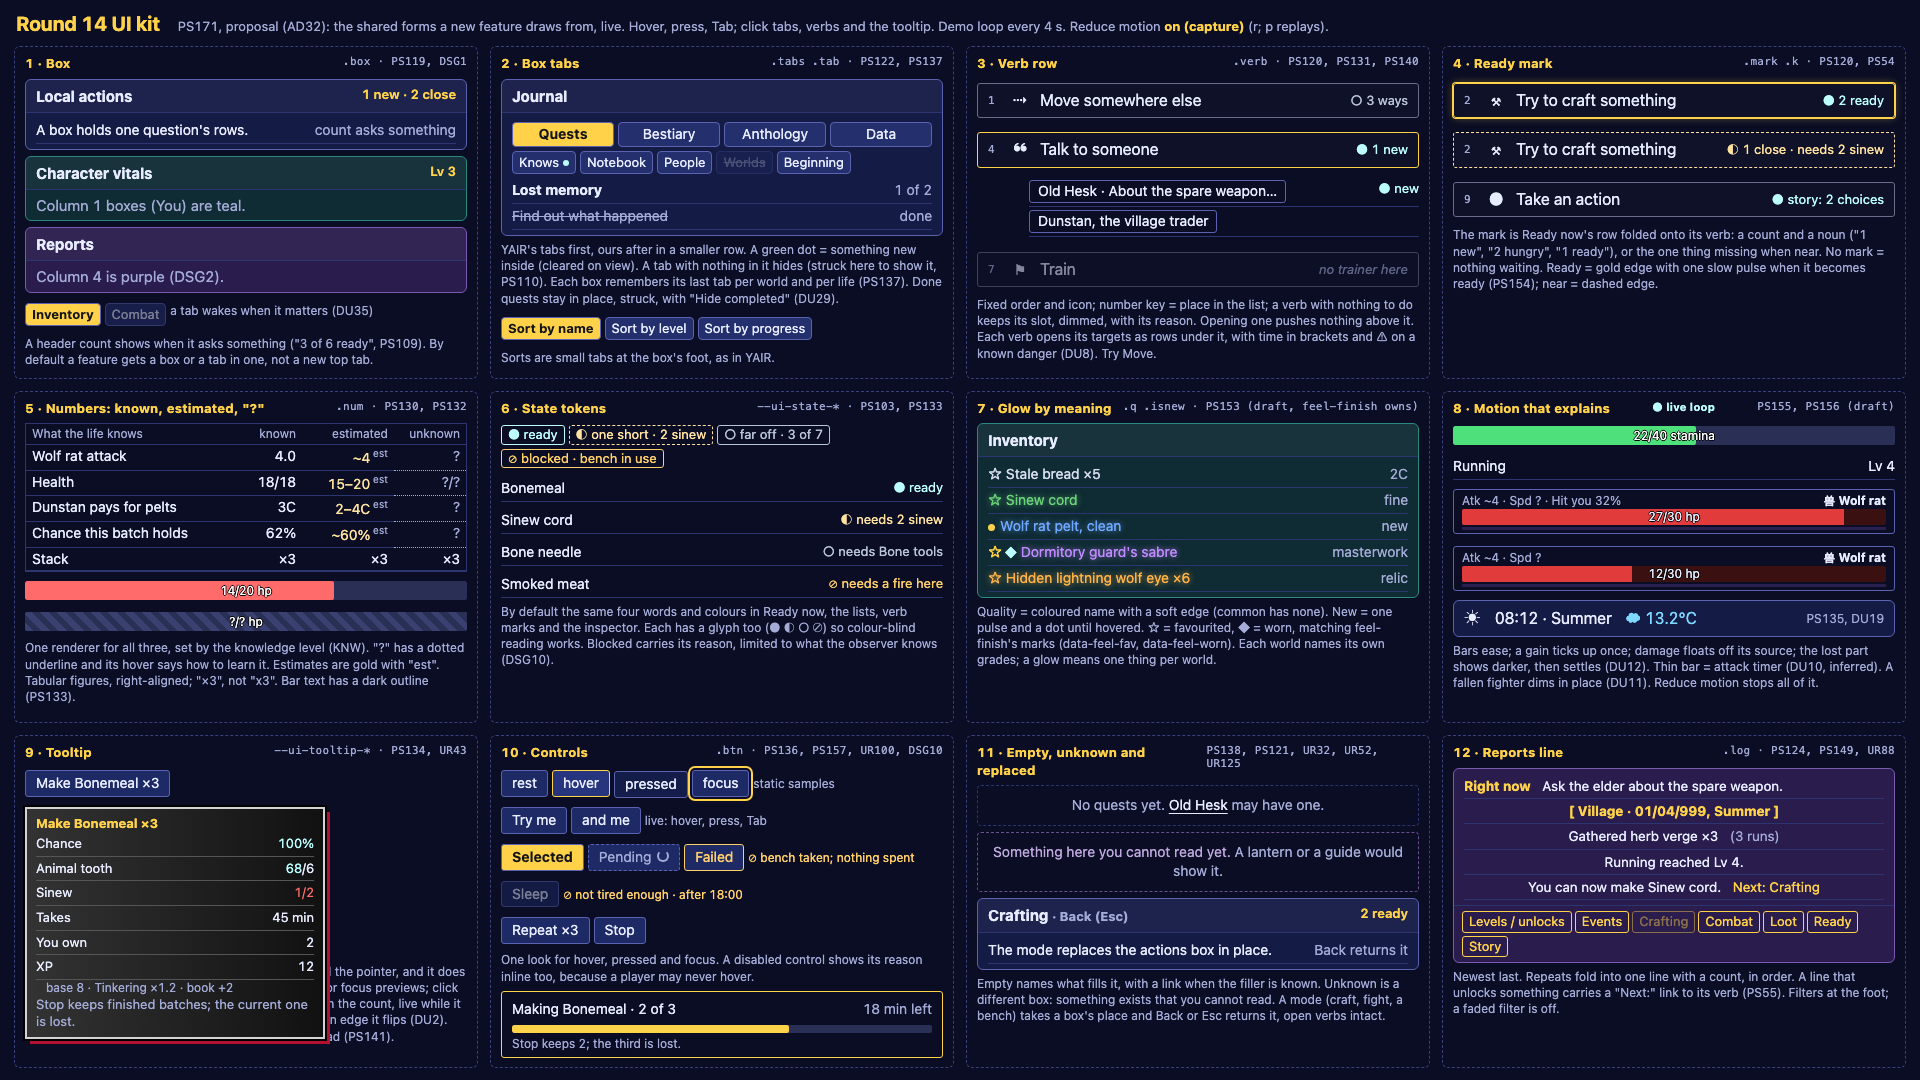 Round 14 UI kit
PS171, proposal (AD32): the shared forms a new feature draws from, live. Hover, press, Tab; click tabs, verbs and the tooltip. Demo loop every 4 s. Reduce motion on (capture) (r; p replays).
1 · Box
.box · PS119, DSG1
Local actions
1 new · 2 close
A box holds one question's rows.
count asks something
Character vitals
Lv 3
Column 1 boxes (You) are teal.
Reports
Column 4 is purple (DSG2).
Inventory
Combat
a tab wakes when it matters (DU35)
A header count shows when it asks something ("3 of 6 ready", PS109). By
default a feature gets a box or a tab in one, not a new top tab.
2 · Box tabs
.tabs .tab · PS122, PS137
Journal
Quests
Bestiary
Anthology
Data
Knows
Notebook
People
Worlds
Beginning
Lost memory
1 of 2
Find out what happened
done
YAIR's tabs first, ours after in a smaller row. A green dot = something new
inside (cleared on view). A tab with nothing in it hides (struck here to show it,
PS110). Each box remembers its last tab per world and per life (PS137). Done
quests stay in place, struck, with "Hide completed" (DU29).
Sort by name
Sort by level
Sort by progress
Sorts are small tabs at the box's foot, as in YAIR.
3 · Verb row
.verb · PS120, PS131, PS140
1 Move somewhere else
3 ways
4 Talk to someone
1 new
Old Hesk · About the spare weapon...
new
Dunstan, the village trader
7 Train
no trainer here
Fixed order and icon; number key = place in the list; a verb with nothing to do
keeps its slot, dimmed, with its reason. Opening one pushes nothing above it.
Each verb opens its targets as rows under it, with time in brackets and ⚠ on a
known danger (DU8). Try Move.
4 · Ready mark
.mark .k · PS120, PS54
2 Try to craft something
2 ready
2 Try to craft something
1 close · needs 2 sinew
9 Take an action
story: 2 choices
The mark is Ready now's row folded onto its verb: a count and a noun ("1
new", "2 hungry", "1 ready"), or the one thing missing when near. No mark =
nothing waiting. Ready = gold edge with one slow pulse when it becomes
ready (PS154); near = dashed edge.
5 · Numbers: known, estimated, "?"
.num · PS130, PS132
What the life knows known estimated unknown
Wolf rat attack 4.0 ~4 est ?
Health 18/18 15–20 est ?/?
Dunstan pays for pelts 3C 2–4C est ?
Chance this batch holds 62% ~60% est ?
Stack ×3 ×3 ×3
14/20 hp
?/? hp
One renderer for all three, set by the knowledge level (KNW). "?" has a dotted
underline and its hover says how to learn it. Estimates are gold with "est".
Tabular figures, right-aligned; "×3", not "x3". Bar text has a dark outline
(PS133).
6 · State tokens
--ui-state-* · PS103, PS133
ready
one short · 2 sinew
far off · 3 of 7
⊘ blocked · bench in use
Bonemeal
ready
Sinew cord
needs 2 sinew
Bone needle
needs Bone tools
Smoked meat
⊘ needs a fire here
By default the same four words and colours in Ready now, the lists, verb
marks and the inspector. Each has a glyph too (● ◐ ○ ⊘) so colour-blind
reading works. Blocked carries its reason, limited to what the observer knows
(DSG10).
7 · Glow by meaning
.q .isnew · PS153 (draft, feel-finish owns)
Inventory
☆ Stale bread ×5
2C
☆ Sinew cord
fine
Wolf rat pelt, clean
new
☆ ◆ Dormitory guard's sabre
masterwork
☆ Hidden lightning wolf eye ×6
relic
Quality = coloured name with a soft edge (common has none). New = one
pulse and a dot until hovered. ☆ = favourited, ◆ = worn, matching feel-
finish's marks (data-feel-fav, data-feel-worn). Each world names its own
grades; a glow means one thing per world.
8 · Motion that explains
live loop
PS155, PS156 (draft)
22/40 stamina
Running
Lv 4
Atk ~4 · Spd ? · Hit you 32%
Wolf rat
27/30 hp
Atk ~4 · Spd ?
Wolf rat
12/30 hp
08:12 · Summer
13.2°C
PS135, DU19
Bars ease; a gain ticks up once; damage floats off its source; the lost part
shows darker, then settles (DU12). Thin bar = attack timer (DU10, inferred). A
fallen fighter dims in place (DU11). Reduce motion stops all of it.
9 · Tooltip
--ui-tooltip-* · PS134, UR43
Make Bonemeal ×3
Make Bonemeal ×3
Chance 100%
Animal tooth 68/6
Sinew 1/2
Takes 45 min
You own 2
XP 12
base 8 · Tinkering ×1.2 · book +2
Stop keeps finished batches; the current one
is lost.
the pointer, and it does
or focus previews; click
the count, live while it
edge it flips (DU2).
(PS141).
10 · Controls
.btn · PS136, PS157, UR100, DSG10
rest
hover
pressed
focus
static samples
Try me
and me
live: hover, press, Tab
Selected
Pending
Failed
⊘ bench taken; nothing spent
Sleep
⊘ not tired enough · after 18:00
Repeat ×3
Stop
One look for hover, pressed and focus. A disabled control shows its reason
inline too, because a player may never hover.
Making Bonemeal · 2 of 3
18 min left
Stop keeps 2; the third is lost.
11 · Empty, unknown and
replaced
PS138, PS121, UR32, UR52,
UR125
No quests yet. Old Hesk may have one.
Something here you cannot read yet. A lantern or a guide would
show it.
Crafting · Back (Esc)
2 ready
The mode replaces the actions box in place.
Back returns it
Empty names what fills it, with a link when the filler is known. Unknown is a
different box: something exists that you cannot read. A mode (craft, fight, a
bench) takes a box's place and Back or Esc returns it, open verbs intact.
12 · Reports line
.log · PS124, PS149, UR88
Right now Ask the elder about the spare weapon.
[ Village · 01/04/999, Summer ]
Gathered herb verge ×3 (3 runs)
Running reached Lv 4.
You can now make Sinew cord. Next: Crafting
Levels / unlocks
Events
Crafting
Combat
Loot
Ready
Story
Newest last. Repeats fold into one line with a count, in order. A line that
unlocks something carries a "Next:" link to its verb (PS55). Filters at the foot;
a faded filter is off.